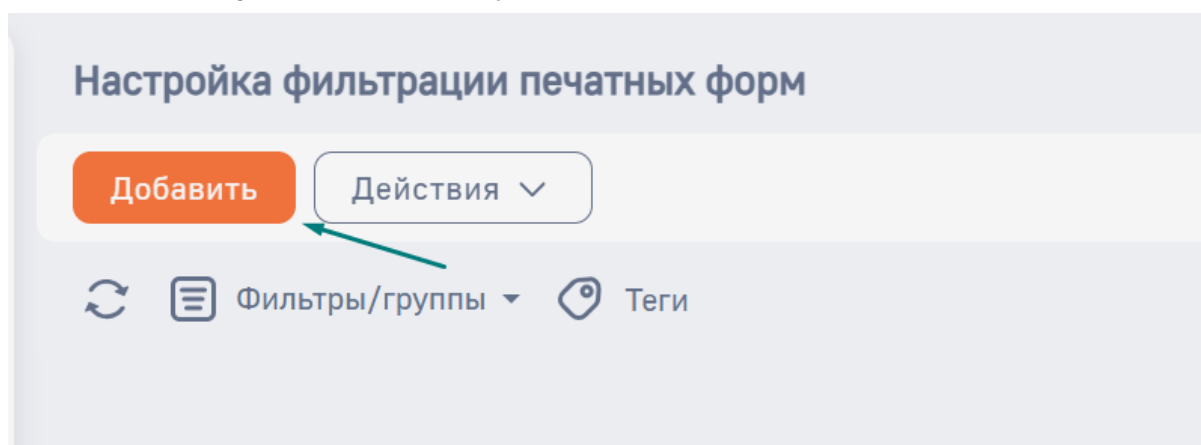 Настройка фильтрации печатных форм
Добавить Действия
Фильтры/группы Теги